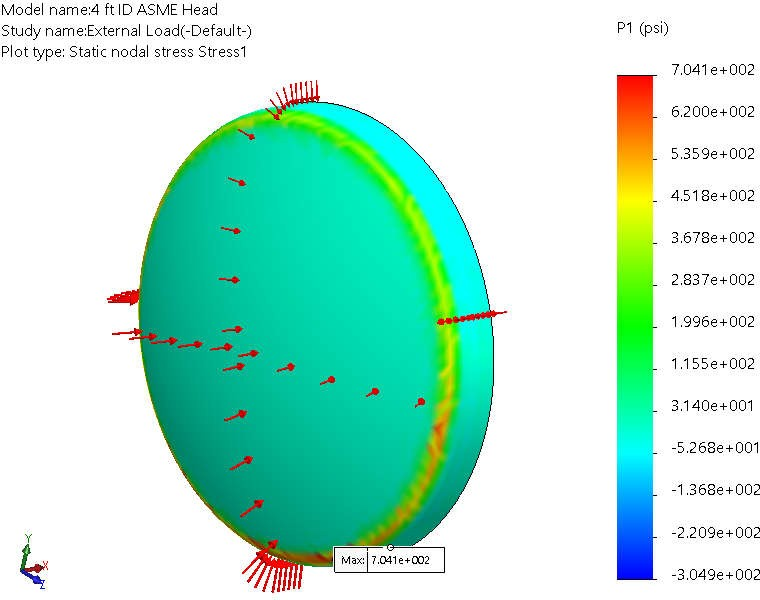 Model name:4 ft ID ASME Head
Study name:External Load(-Default-)
Plot type: Static nodal stress Stress1
P1 (psi)
7.041e+002
6.200e+002
5.359e+002
4.518e+002
3.678e+002
2.837e+002
1.996e+002
1.155e+002
3.140e+001
-5.268e+001
-1.368e+002
-2.209e+002
-3.049e+002
Max: 7.041e+002
Y
X
Z